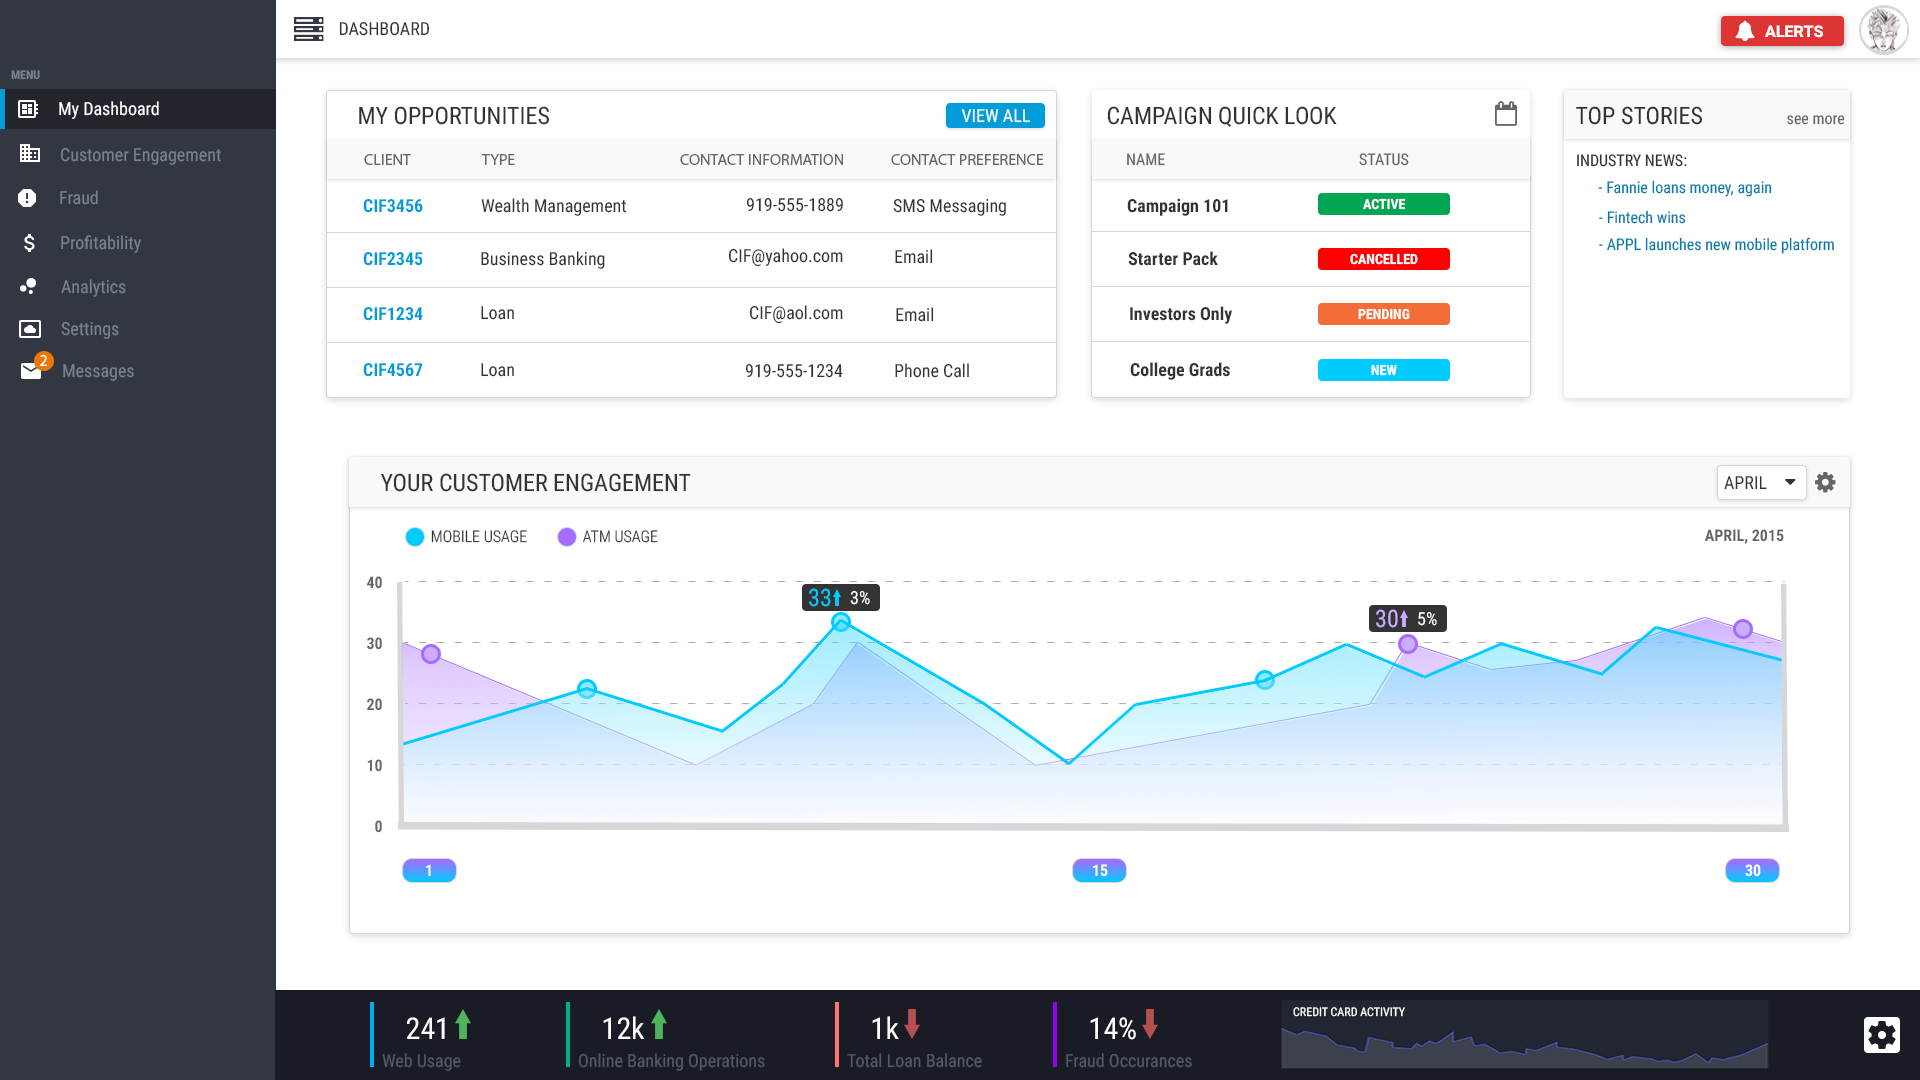 DASHBOARD
ALERTS
MENU
My Dashboard
Customer Engagement
Fraud
Profitability
Analytics
Settings
2
Messages
MY OPPORTUNITIES
VIEW ALL
CLIENT TYPE CONTACT INFORMATION CONTACT PREFERENCE
CIF3456 Wealth Management 919-555-1889 SMS Messaging
CIF2345 Business Banking CIF@yahoo.com Email
CIF1234 Loan CIF@aol.com Email
CIF4567 Loan 919-555-1234 Phone Call
CAMPAIGN QUICK LOOK
NAME STATUS
Campaign 101 ACTIVE
Starter Pack CANCELLED
Investors Only PENDING
College Grads NEW
TOP STORIES
see more
INDUSTRY NEWS:
- Fannie loans money, again
- Fintech wins
- APPL launches new mobile platform
YOUR CUSTOMER ENGAGEMENT
APRIL
MOBILE USAGE ATM USAGE
APRIL, 2015
40
30
20
10
0
33 3%
30 5%
1 15 30
241
Web Usage
12k
Online Banking Operations
1k
Total Loan Balance
14%
Fraud Occurances
CREDIT CARD ACTIVITY